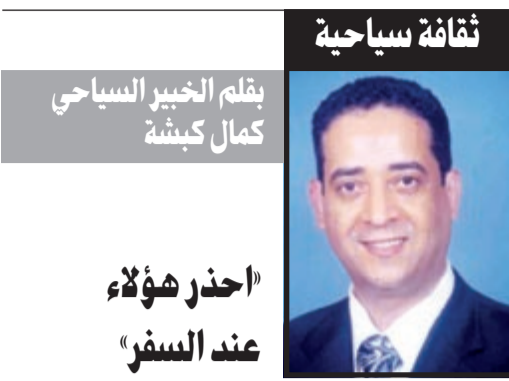 ثقافة سياحية
بقلم الخبير السياحي
كمال كبشة
«احذر هؤلاء
عند السفر»